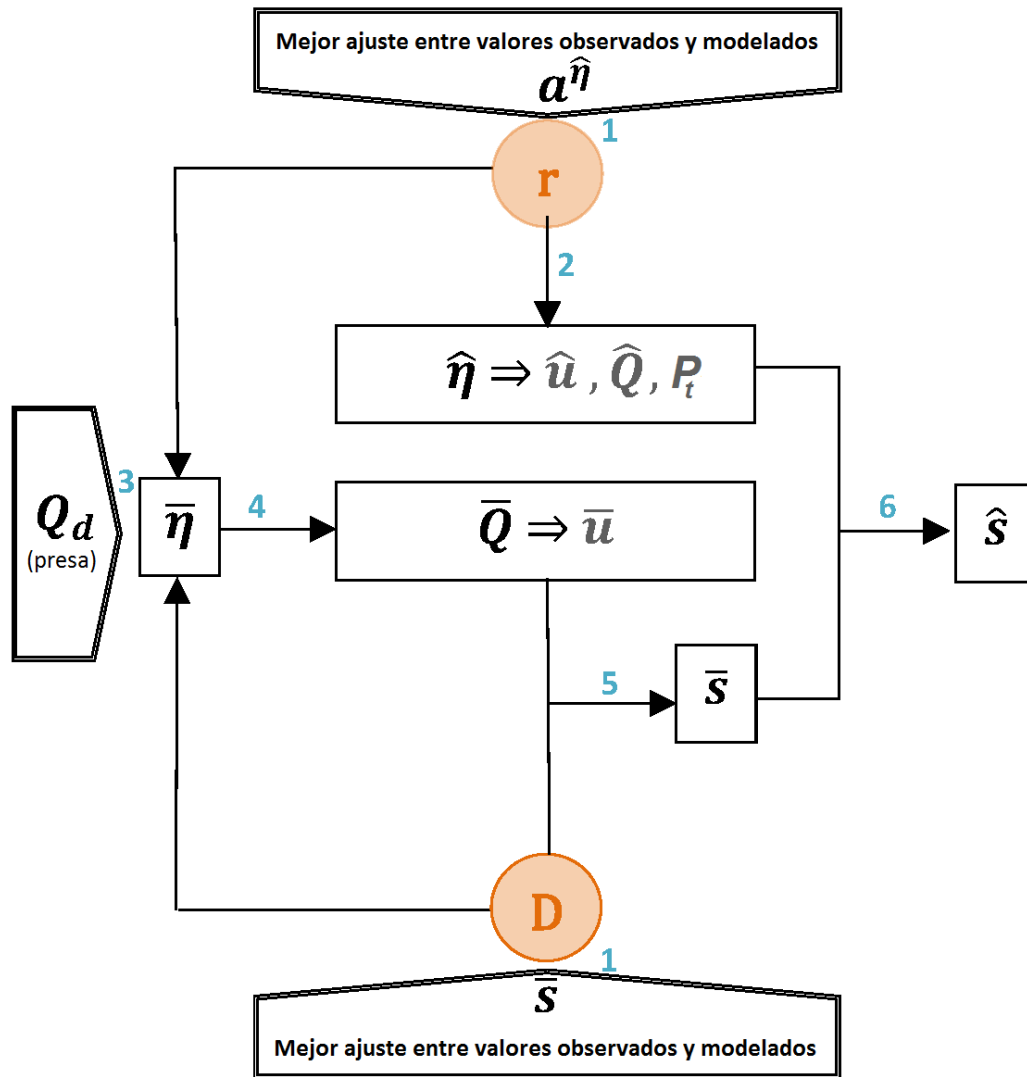 Mejor ajuste entre valores observados y modelados
a^η̂
1
r
2
η̂ ⇒ û , Q̂, P_t
Q_d
(presa)
3
η̅
4
Q̅ ⇒ u̅
6
ŝ
5
s̅
D
1
s̅
Mejor ajuste entre valores observados y modelados